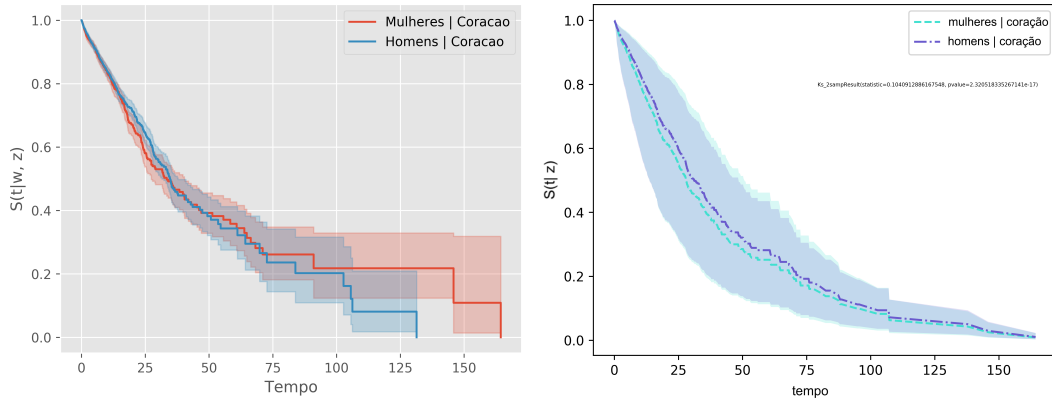 1.0
0.8
0.6
0.4
0.2
0.0
S(t|w, z)
0 25 50 75 100 125 150
Tempo
Mulheres | Coracao
Homens | Coracao
1.0
0.8
0.6
0.4
0.2
0.0
S(t| z)
0 25 50 75 100 125 150
tempo
mulheres | coração
homens | coração
Ks_2sampResult(statistic=0.1040912886167548, pvalue=2.320518335267141e-17)